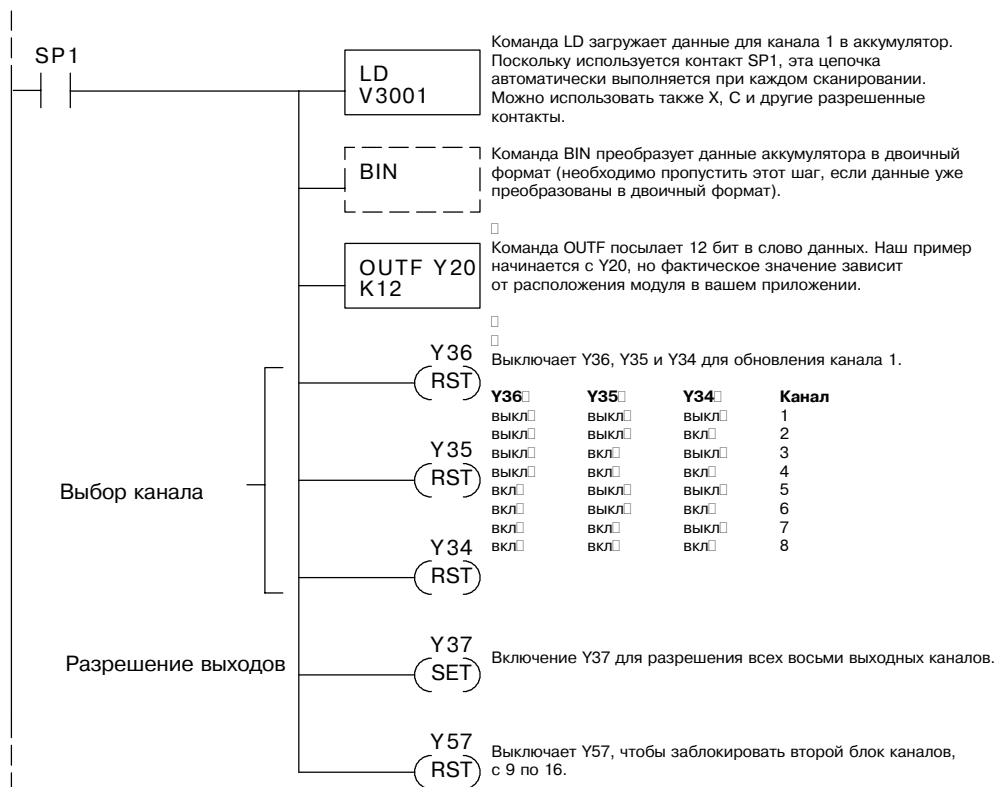 SP1
LD
V3001
Команда LD загружает данные для канала 1 в аккумулятор.
Поскольку используется контакт SP1, эта цепочка
автоматически выполняется при каждом сканировании.
Можно использовать также X, C и другие разрешенные
контакты.
BIN
Команда BIN преобразует данные аккумулятора в двоичный
формат (необходимо пропустить этот шаг, если данные уже
преобразованы в двоичный формат).
OUTF Y20
K12
Команда OUTF посылает 12 бит в слово данных. Наш пример
начинается с Y20, но фактическое значение зависит
от расположения модуля в вашем приложении.
Y36
RST
Выключает Y36, Y35 и Y34 для обновления канала 1.
Y36 Y35 Y34 Канал
выкл выкл выкл 1
выкл выкл вкл 2
выкл вкл выкл 3
выкл вкл вкл 4
вкл выкл выкл 5
вкл выкл вкл 6
вкл вкл выкл 7
вкл вкл вкл 8
Y35
RST
Выбор канала
Y34
RST
Разрешение выходов
Y37
SET
Включение Y37 для разрешения всех восьми выходных каналов.
Y57
RST
Выключает Y57, чтобы заблокировать второй блок каналов,
с 9 по 16.